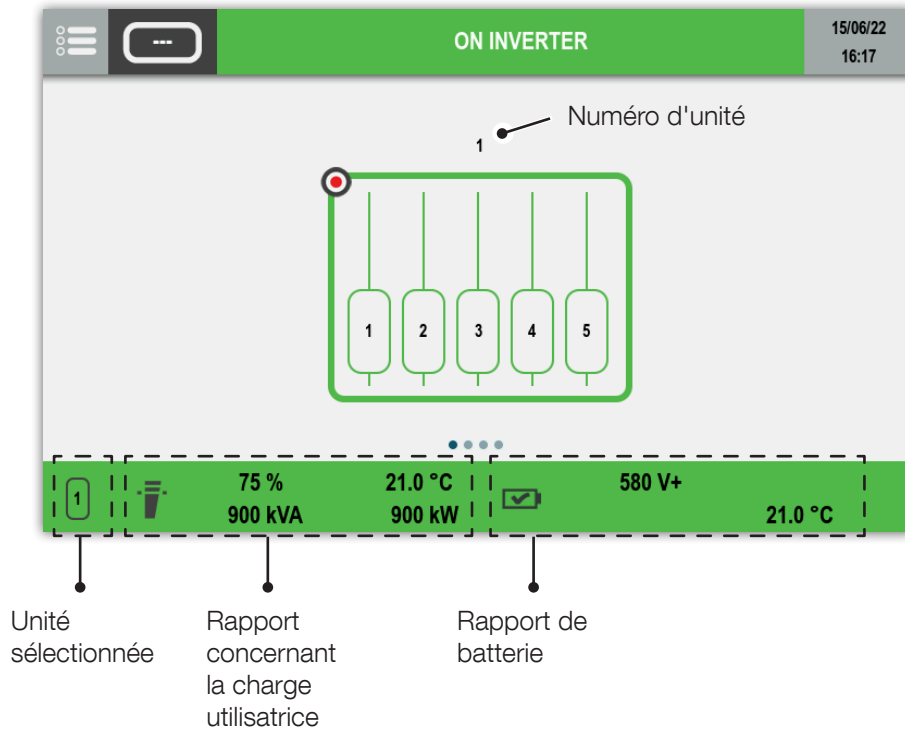 ---
ON INVERTER
15/06/22
16:17
Numéro d'unité
1
1 2 3 4 5
1
75 % 21.0 °C
900 kVA 900 kW
580 V+
21.0 °C
Unité
sélectionnée
Rapport
concernant
la charge
utilisatrice
Rapport de
batterie